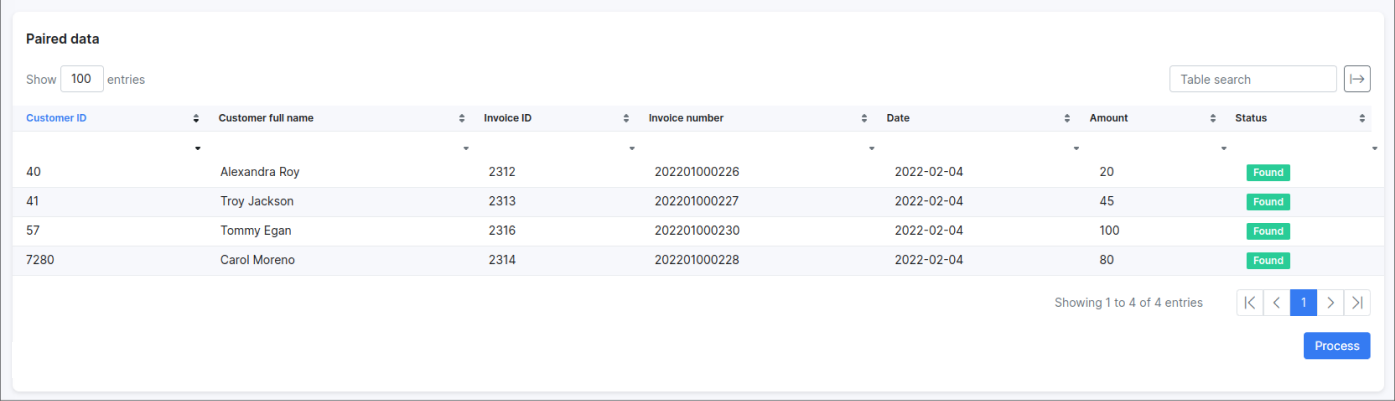 Paired data
Show 100 entries Table search
Customer ID Customer full name Invoice ID Invoice number Date Amount Status
40 Alexandra Roy 2312 202201000226 2022-02-04 20 Found
41 Troy Jackson 2313 202201000227 2022-02-04 45 Found
57 Tommy Egan 2316 202201000230 2022-02-04 100 Found
7280 Carol Moreno 2314 202201000228 2022-02-04 80 Found
Showing 1 to 4 of 4 entries 1
Process